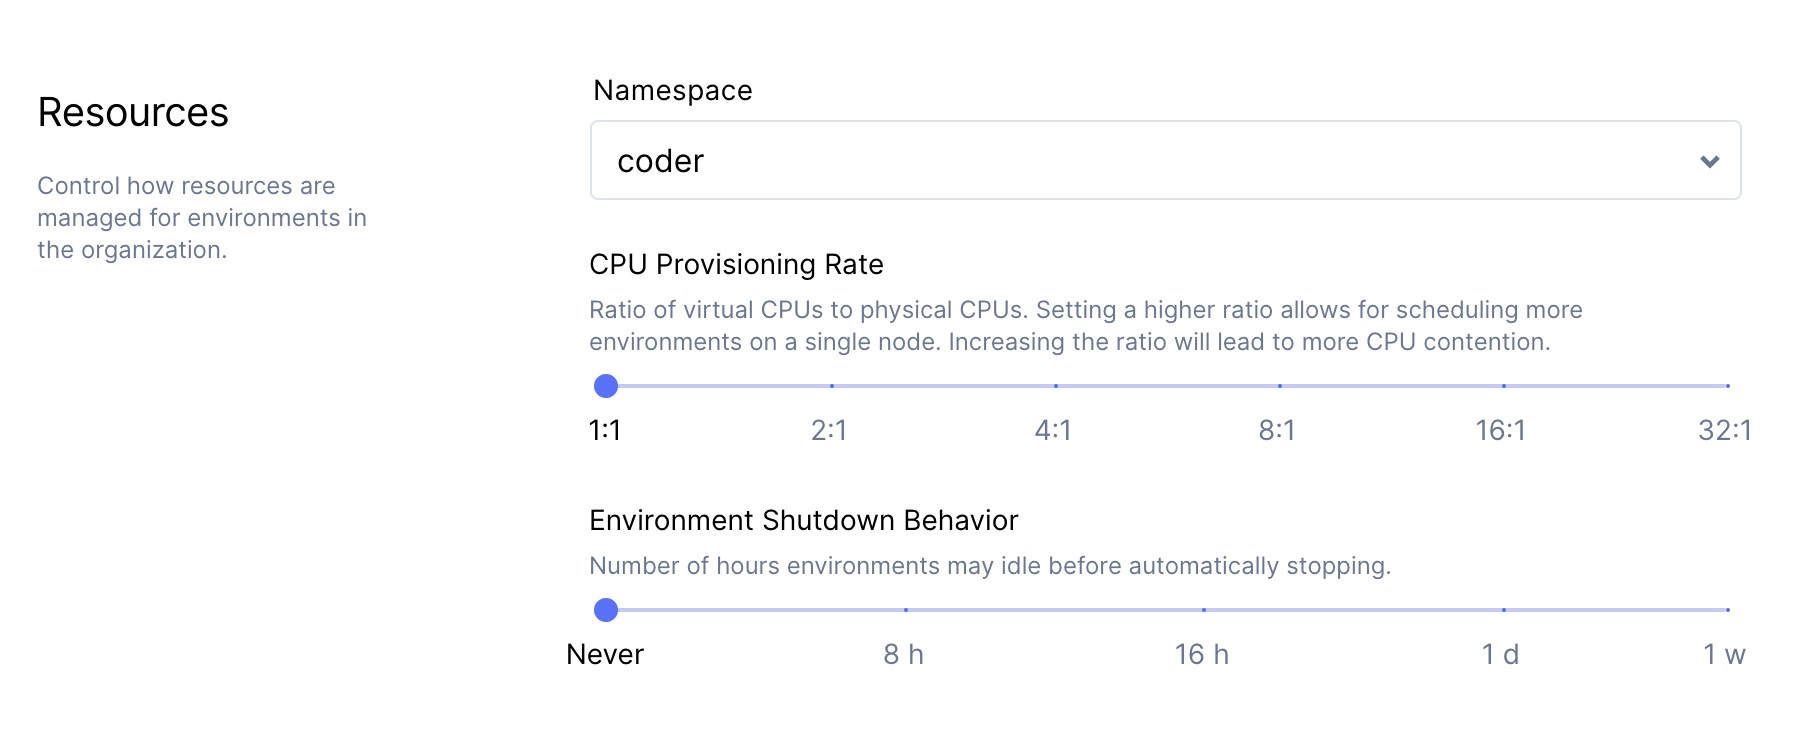 Resources
Control how resources are
managed for environments in
the organization.
Namespace
coder
CPU Provisioning Rate
Ratio of virtual CPUs to physical CPUs. Setting a higher ratio allows for scheduling more
environments on a single node. Increasing the ratio will lead to more CPU contention.
1:1 2:1 4:1 8:1 16:1 32:1
Environment Shutdown Behavior
Number of hours environments may idle before automatically stopping.
Never 8 h 16 h 1 d 1 w